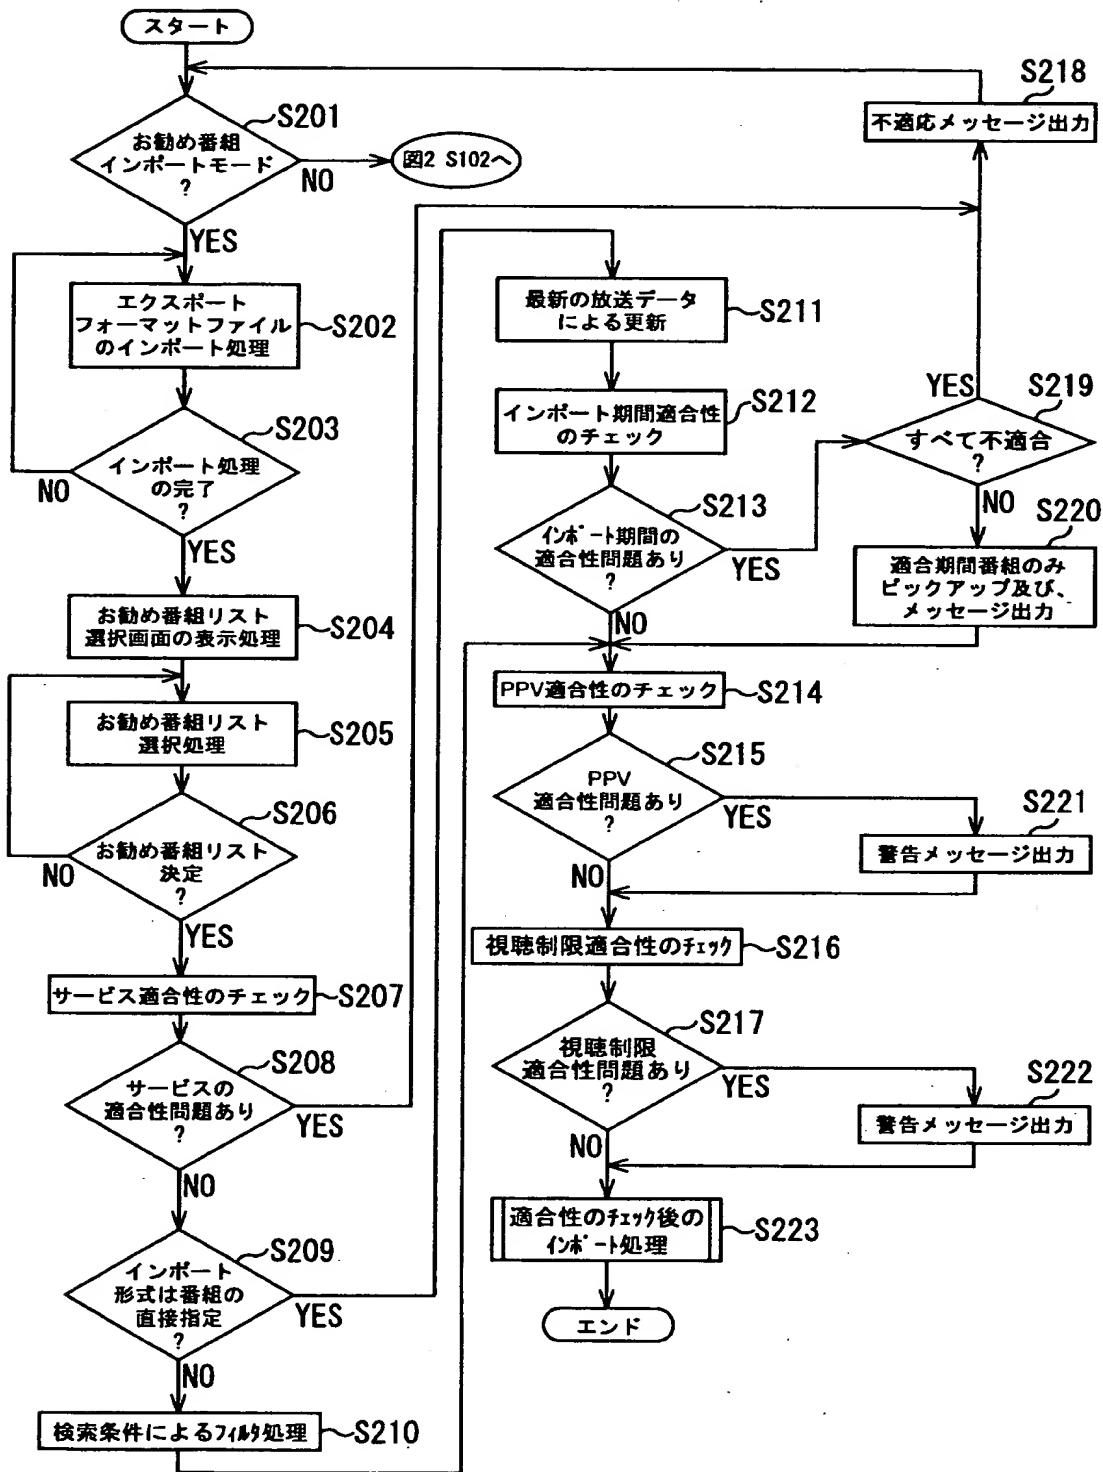 スタート
お勧め番組
インポートモード
?
S201
NO
図2 S102へ
YES
エクスポート
フォーマットファイル
のインポート処理
S202
インポート処理
の完了
?
S203
NO
YES
お勧め番組リスト
選択画面の表示処理
S204
お勧め番組リスト
選択処理
S205
お勧め番組リスト
決定
?
S206
NO
YES
サービス適合性のチェック
S207
サービスの
適合性問題あり
?
S208
YES
NO
インポート
形式は番組の
直接指定
?
S209
YES
NO
検索条件によるフィルタ処理
S210
最新の放送データ
による更新
S211
インポート期間適合性
のチェック
S212
インポート期間の
適合性問題あり
?
S213
YES
NO
PPV適合性のチェック
S214
PPV
適合性問題あり
?
S215
YES
NO
視聴制限適合性のチェック
S216
視聴制限
適合性問題あり
?
S217
YES
NO
適合性のチェック後の
インポート処理
S223
エンド
S218
不適応メッセージ出力
YES
S219
すべて不適合
?
NO
S220
適合期間番組のみ
ピックアップ及び、
メッセージ出力
S221
警告メッセージ出力
S222
警告メッセージ出力